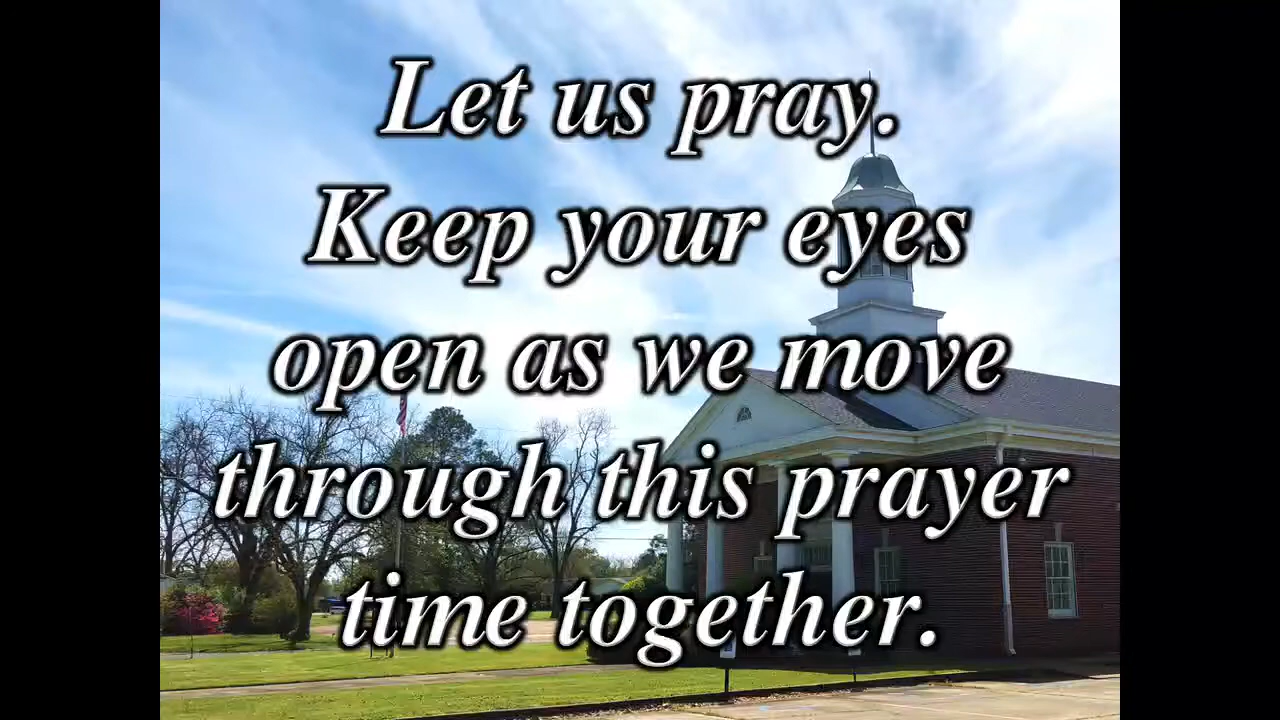 Let us pray.
Keep your eyes
open as we move
through this prayer
time together.